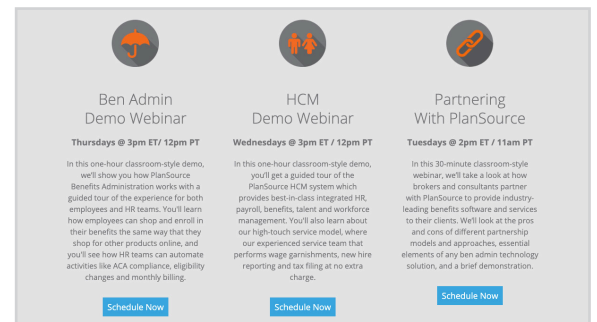 Ben Admin
Demo Webinar
Thursdays @ 3pm ET/ 12pm PT
In this one-hour classroom-style demo,
we'll show you how PlanSource
Benefits Administration works with a
guided tour of the experience for both
employees and HR teams. You'll learn
how employees can shop and enroll in
their benefits the same way that they
shop for other products online, and
you'll see how HR teams can automate
activities like ACA compliance, eligibility
changes and monthly billing.
Schedule Now
HCM
Demo Webinar
Wednesdays @ 3pm ET / 12pm PT
In this one-hour classroom-style demo,
you'll get a guided tour of the
PlanSource HCM system which
provides best-in-class integrated HR,
payroll, benefits, talent and workforce
management. You'll also learn about
our high-touch service model, where
our experienced service team that
performs wage garnishments, new hire
reporting and tax filing at no extra
charge.
Schedule Now
Partnering
With PlanSource
Tuesdays @ 2pm ET / 11am PT
In this 30-minute classroom-style
webinar, we'll take a look at how
brokers and consultants partner
with PlanSource to provide industry-
leading benefits software and services
to their clients. We'll look at the pros
and cons of different partnership
models and approaches, essential
elements of any ben admin technology
solution, and a brief demonstration.
Schedule Now